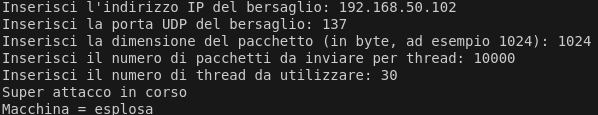 Inserisci l'indirizzo IP del bersaglio: 192.168.50.102
Inserisci la porta UDP del bersaglio: 137
Inserisci la dimensione del pacchetto (in byte, ad esempio 1024): 1024
Inserisci il numero di pacchetti da inviare per thread: 10000
Inserisci il numero di thread da utilizzare: 30
Super attacco in corso
Macchina = esplosa